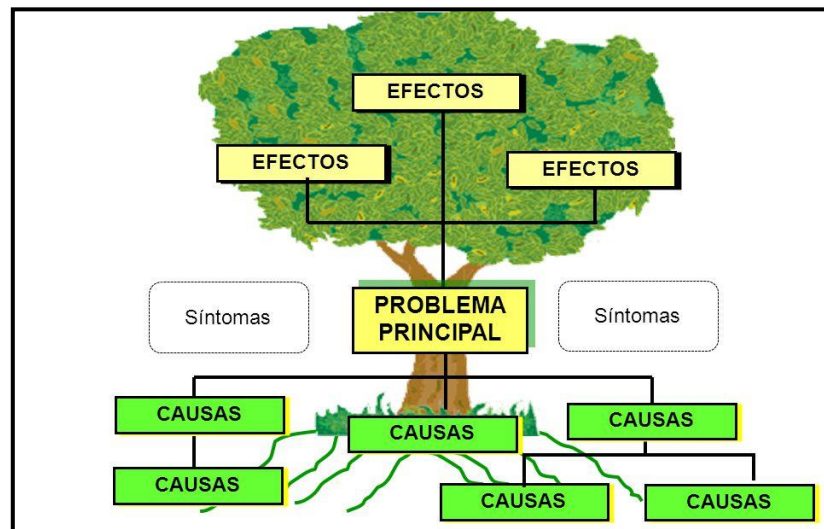 EFECTOS
EFECTOS
EFECTOS
PROBLEMA
PRINCIPAL
Síntomas
Síntomas
CAUSAS
CAUSAS
CAUSAS
CAUSAS
CAUSAS
CAUSAS